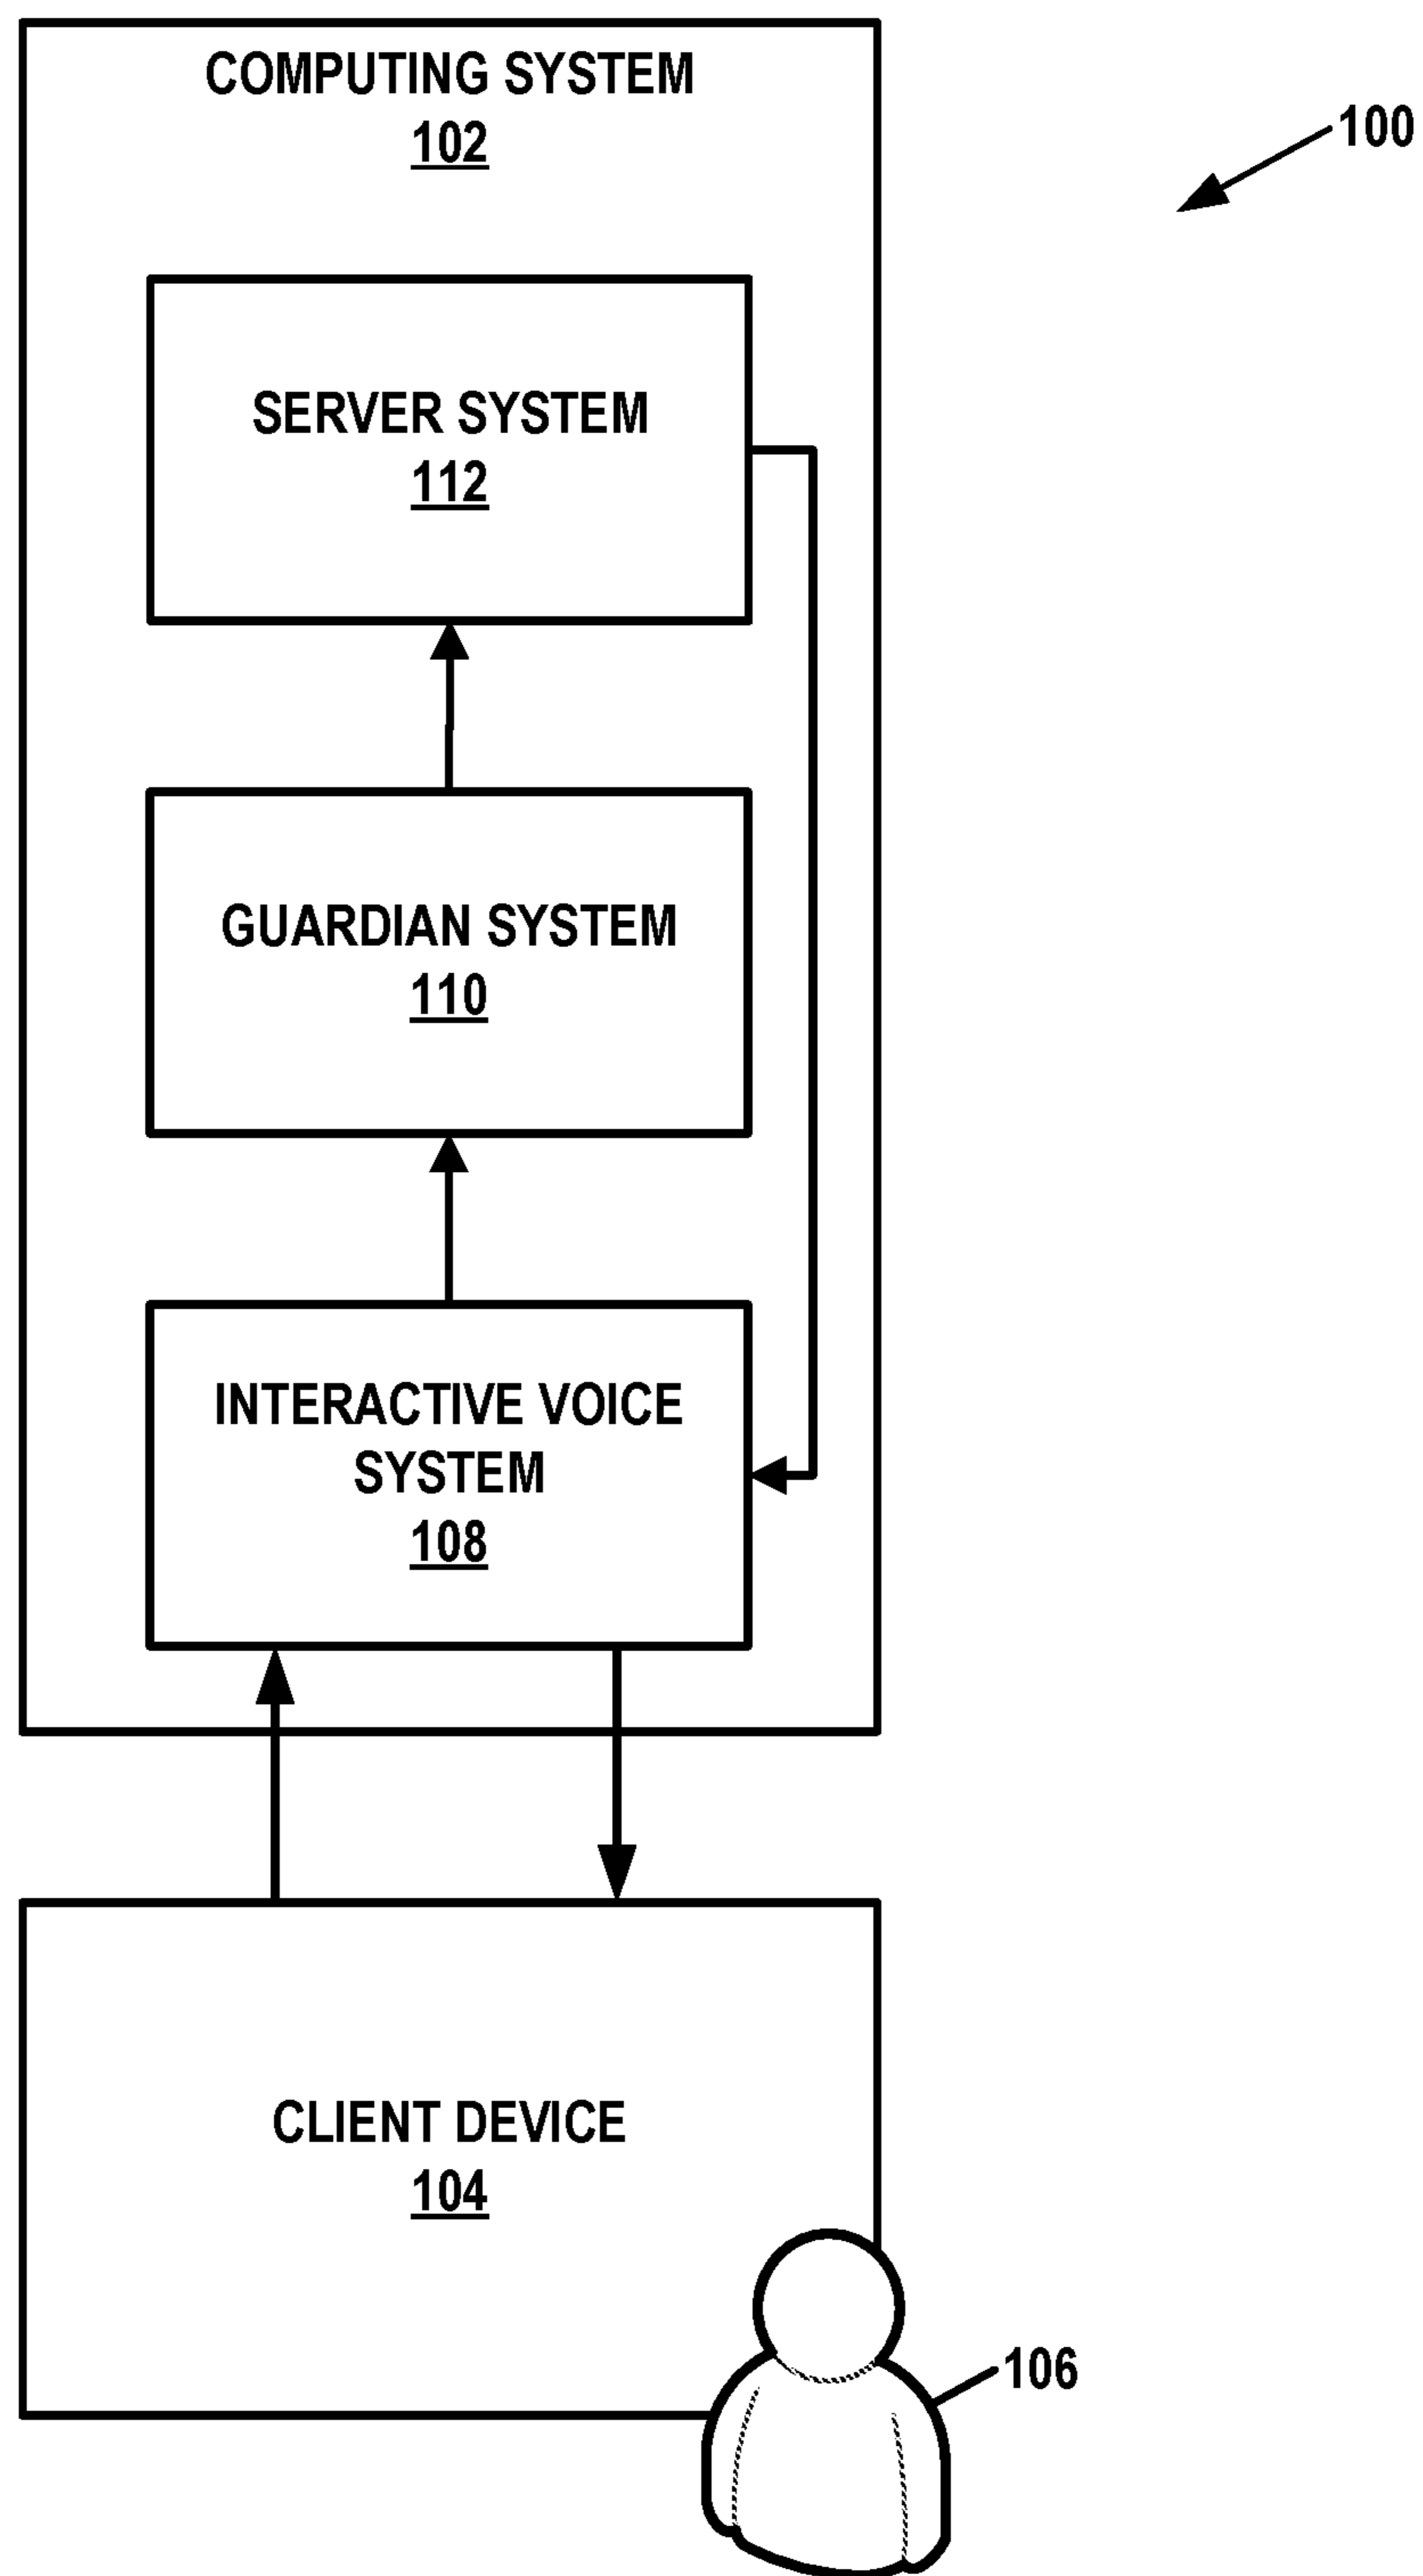 COMPUTING SYSTEM
102
100
SERVER SYSTEM
112
GUARDIAN SYSTEM
110
INTERACTIVE VOICE
SYSTEM
108
CLIENT DEVICE
104
106